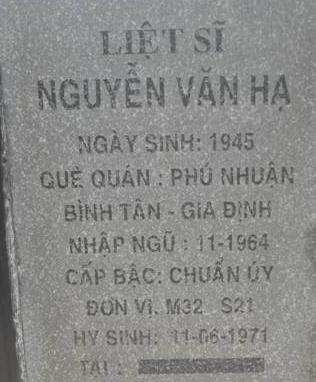 LIỆT SĨ
NGUYỄN VĂN HẠ
NGÀY SINH: 1945
QUÊ QUÁN : PHÚ NHUẬN
BÌNH TÂN - GIA ĐỊNH
NHẬP NGŨ : 11-1964
CẤP BẬC: CHUẨN ÚY
ĐƠN VỊ. M32 S21
HY SINH: 11-06-1971
TẠI :